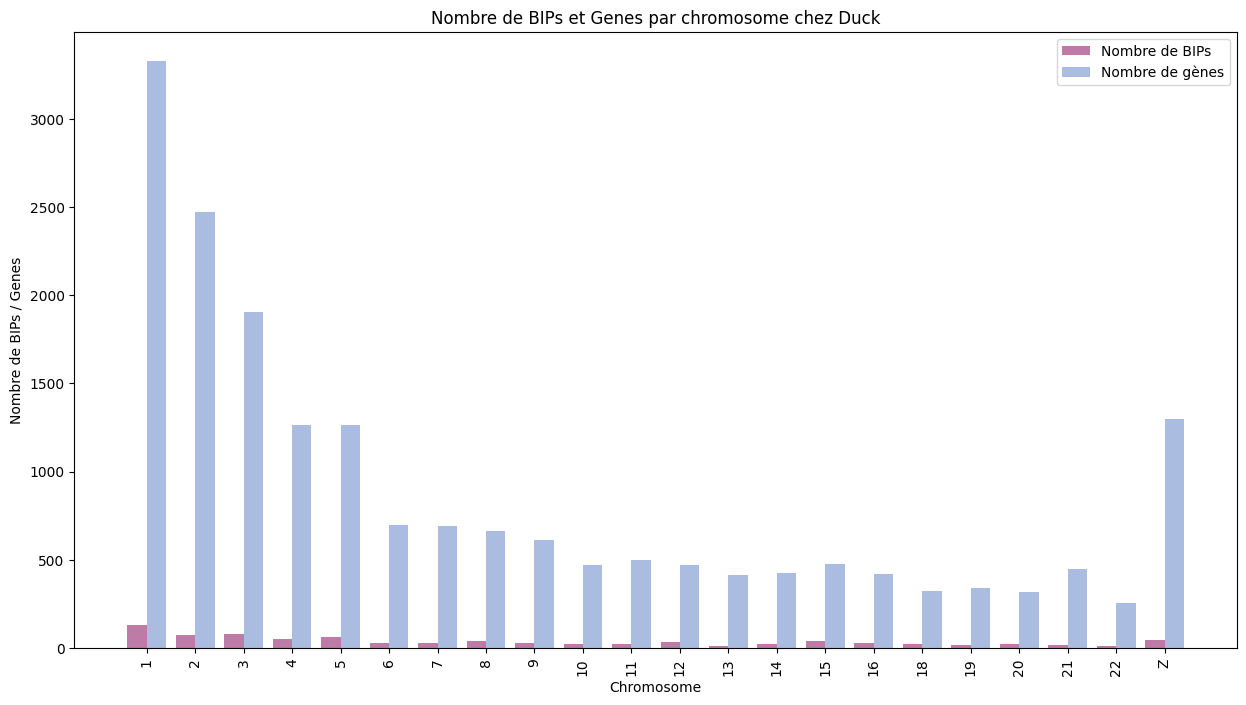 Nombre de BIPs et Genes par chromosome chez Duck
Nombre de BIPs
Nombre de gènes
Nombre de BIPs / Genes
3000
2500
2000
1500
1000
500
0
1 2 3 4 5 6 7 8 9 10 11 12 13 14 15 16 18 19 20 21 22 Z
Chromosome